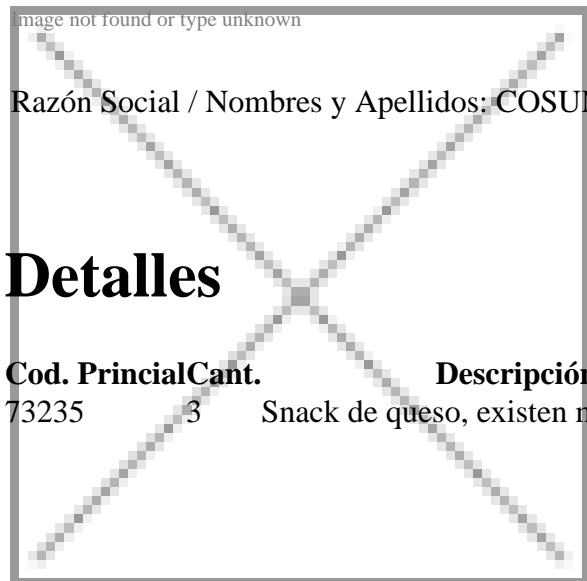 Image not found or type unknown
Razón Social / Nombres y Apellidos: COSU
Detalles
Cod. PrincialCant. Descripción
73235 3 Snack de queso, existen